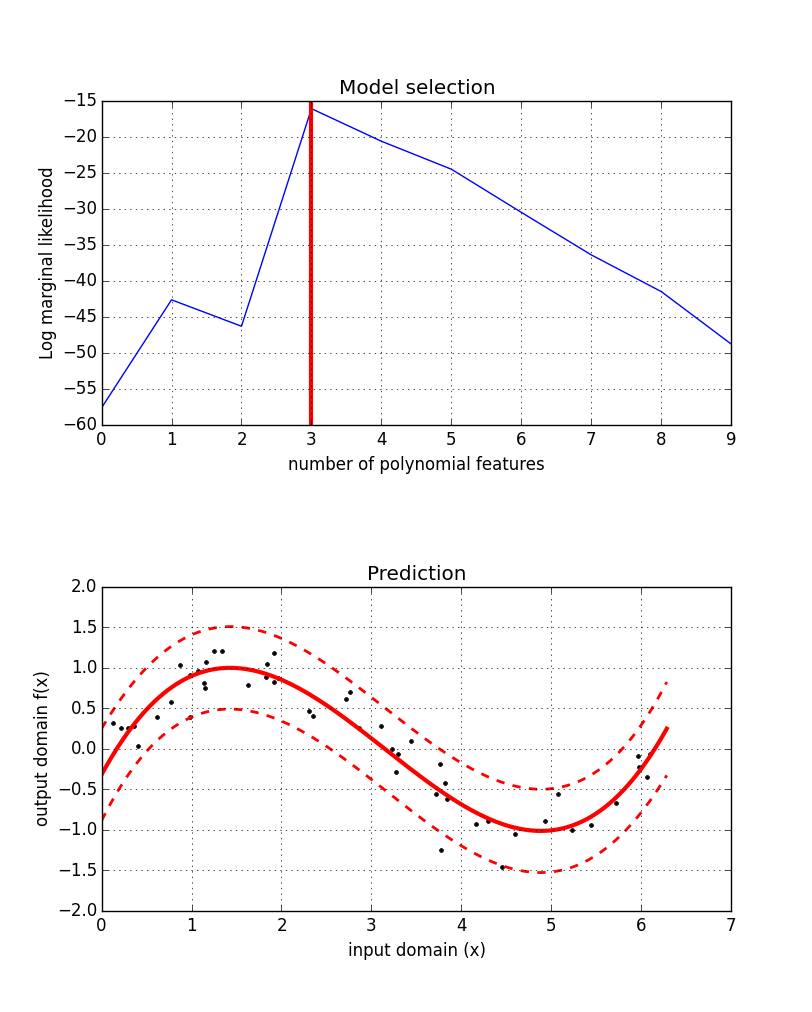 Model selection
−15
−20
−25
−30
−35
−40
−45
−50
−55
−60
Log marginal likelihood
0 1 2 3 4 5 6 7 8 9
number of polynomial features
Prediction
2.0
1.5
1.0
0.5
0.0
−0.5
−1.0
−1.5
−2.0
output domain f(x)
0 1 2 3 4 5 6 7
input domain (x)